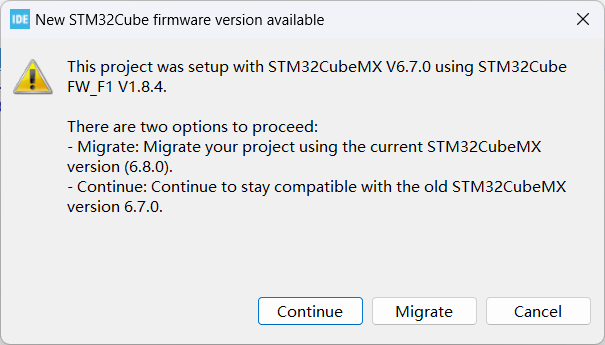 IDE New STM32Cube firmware version available
This project was setup with STM32CubeMX V6.7.0 using STM32Cube
FW_F1 V1.8.4.
There are two options to proceed:
- Migrate: Migrate your project using the current STM32CubeMX
version (6.8.0).
- Continue: Continue to stay compatible with the old STM32CubeMX
version 6.7.0.
Continue Migrate Cancel